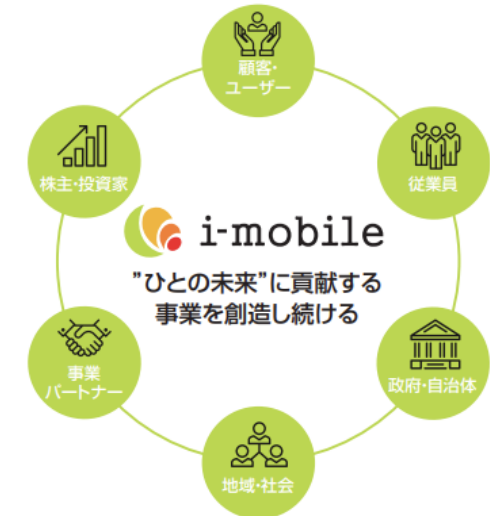 顧客・
ユーザー
従業員
株主・投資家
i-mobile
”ひとの未来”に貢献する
事業を創造し続ける
事業
パートナー
政府・自治体
地域・社会